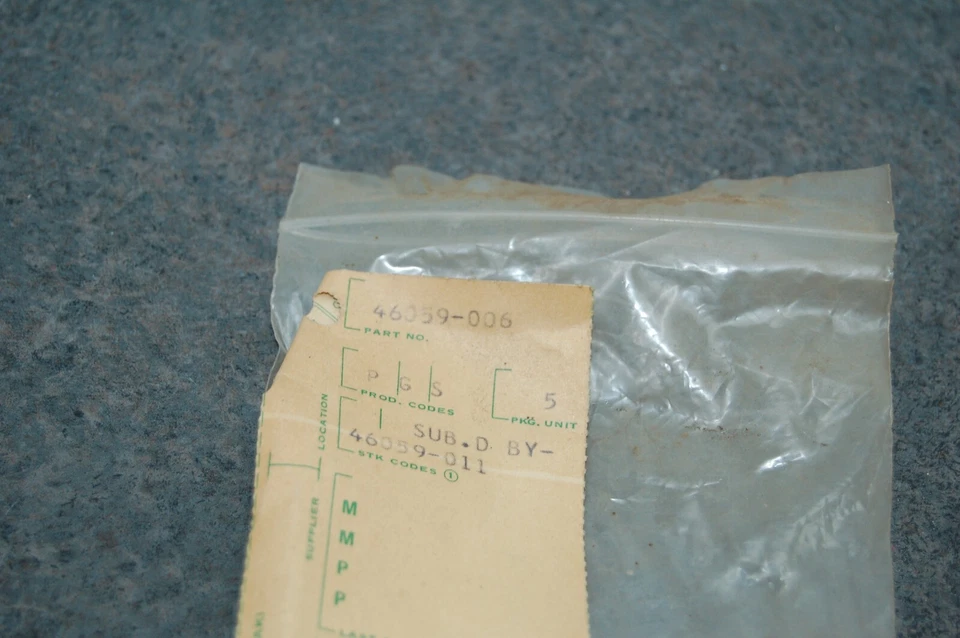 46059-006
PART NO.
P G S
PROD. CODES
5
PKG. UNIT
LOCATION
SUB.D BY-
46059-011
STK CODES ①
SUPPLIER
M
M
P
P